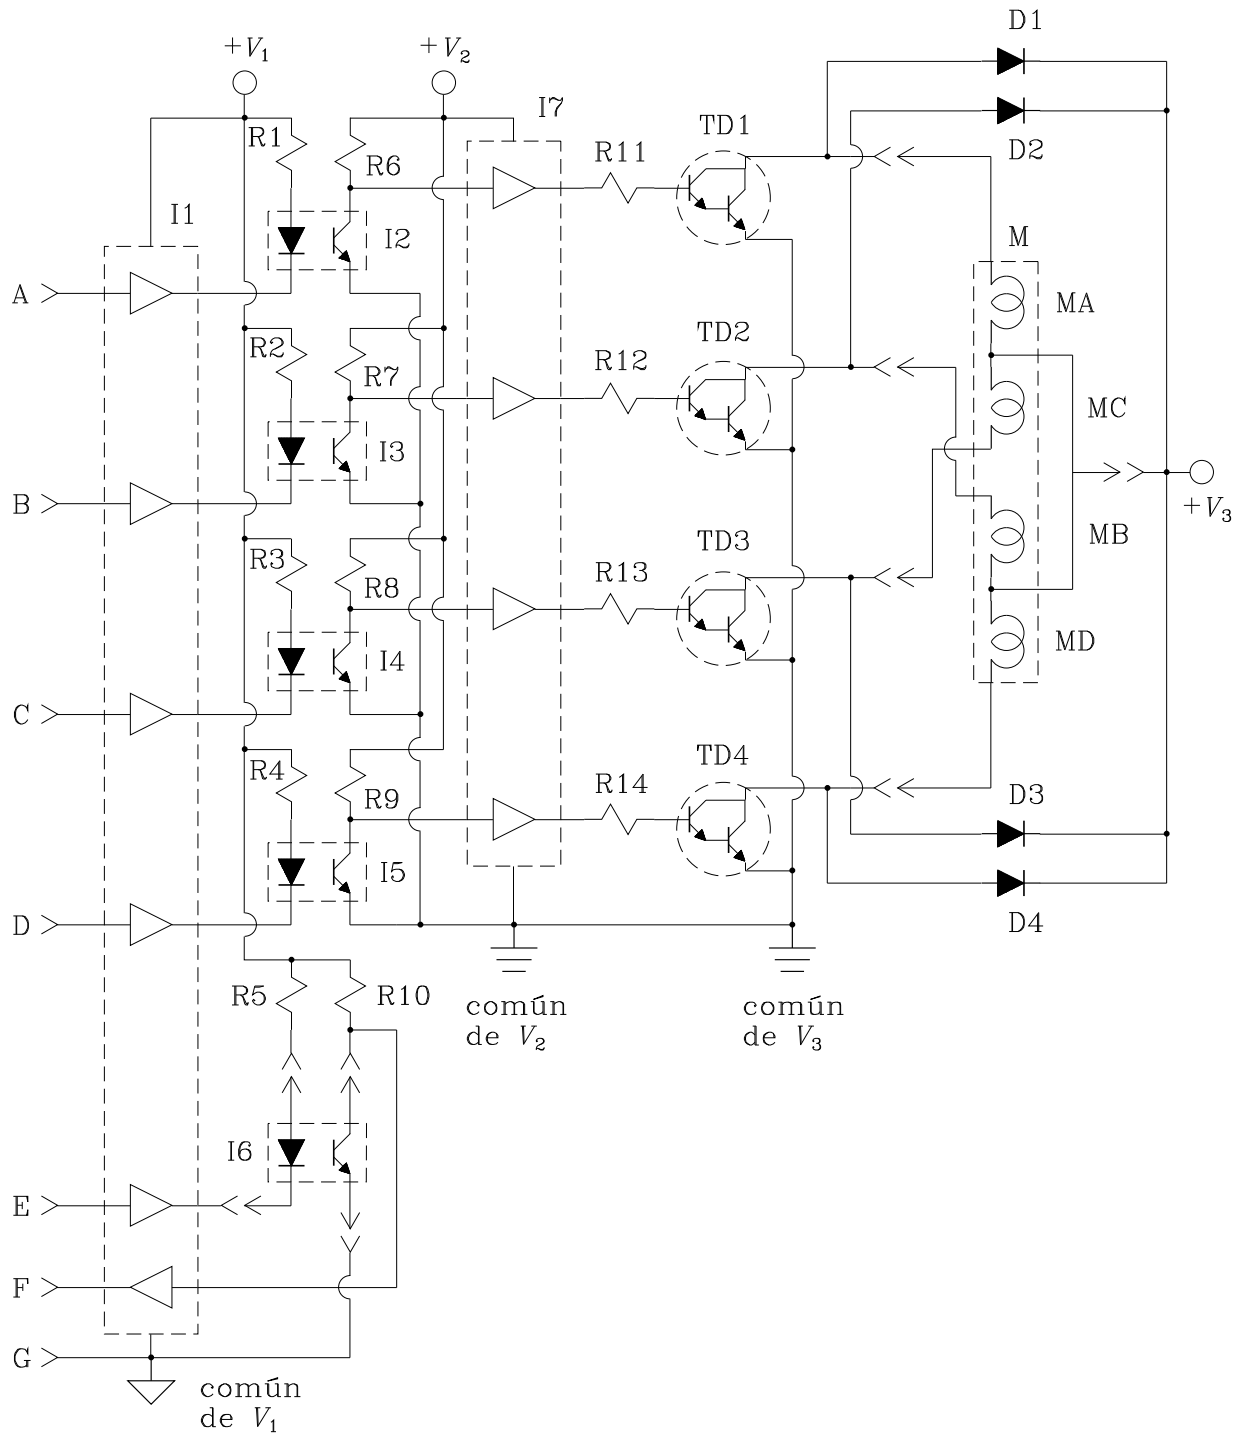 D1
+V1
+V2
I7
R1
TD1
D2
R6
R11
I1
I2
M
A
MA
R2
R7
R12
TD2
MC
I3
B
+V3
R3
R8
R13
TD3
MB
I4
MD
C
R4
R9
R14
TD4
D3
I5
D
D4
R5
R10
común
de V2
común
de V3
I6
E
F
G
común
de V1